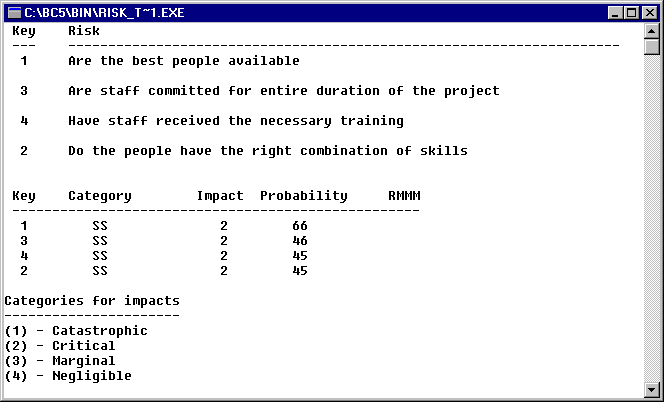 C:\BC5\BIN\RISK_T~1.EXE
Key Risk
--- ---------------------------------------------------------------------
1 Are the best people available
3 Are staff committed for entire duration of the project
4 Have staff received the necessary training
2 Do the people have the right combination of skills
Key Category Impact Probability RMMM
---------------------------------------------------
1 SS 2 66
3 SS 2 46
4 SS 2 45
2 SS 2 45
Categories for impacts
----------------------
(1) - Catastrophic
(2) - Critical
(3) - Marginal
(4) - Negligible